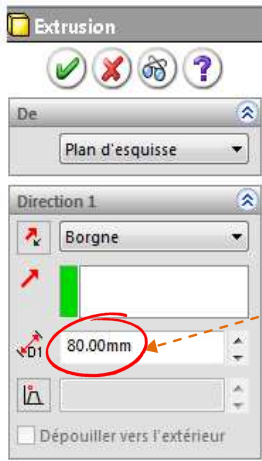 Extrusion
?
De
Plan d'esquisse
Direction 1
Borgne
D1
80.00mm
Dépouiller vers l'extérieur